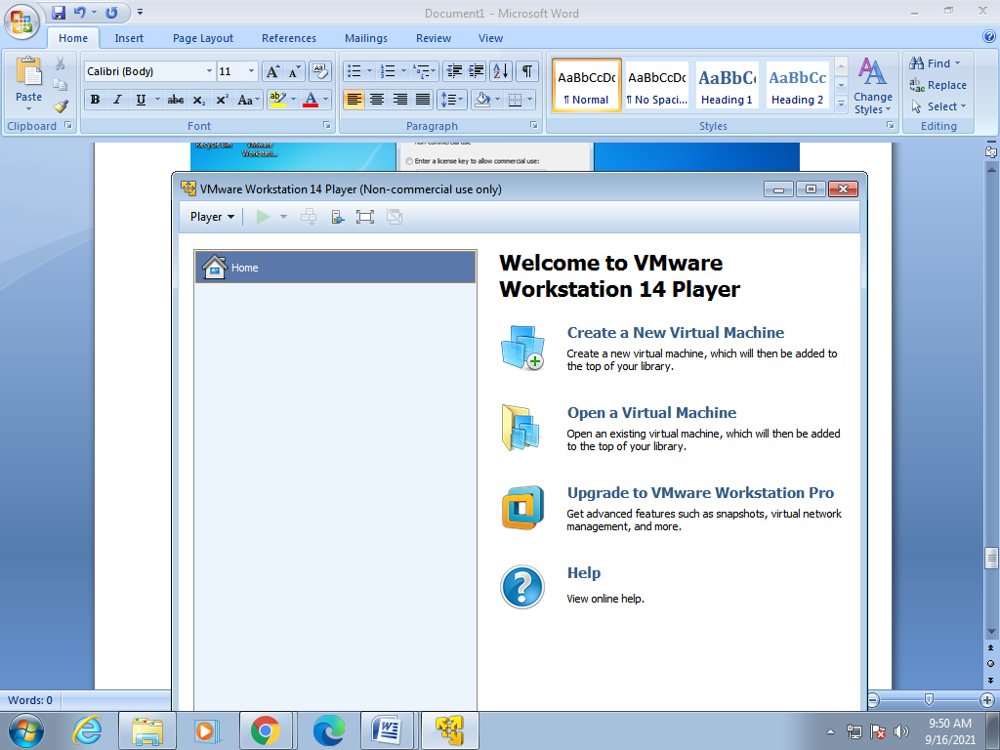 Document1 - Microsoft Word
Home Insert Page Layout References Mailings Review View
Calibri (Body) 11
Paste
B I U abc X₂ X² Aa
AaBbCcDc AaBbCcDc AaBbCc AaBbCc
¶ Normal ¶ No Spaci... Heading 1 Heading 2
Change
Styles
Find
Replace
Select
Clipboard Font Paragraph Styles Editing
Recycle Bin VMware
Workstati...
non-commercial use
Enter a license key to allow commercial use:
VMware Workstation 14 Player (Non-commercial use only)
Player
Home
Welcome to VMware
Workstation 14 Player
Create a New Virtual Machine
Create a new virtual machine, which will then be added to
the top of your library.
Open a Virtual Machine
Open an existing virtual machine, which will then be added
to the top of your library.
Upgrade to VMware Workstation Pro
Get advanced features such as snapshots, virtual network
management, and more.
Help
View online help.
Words: 0
9:50 AM
9/16/2021